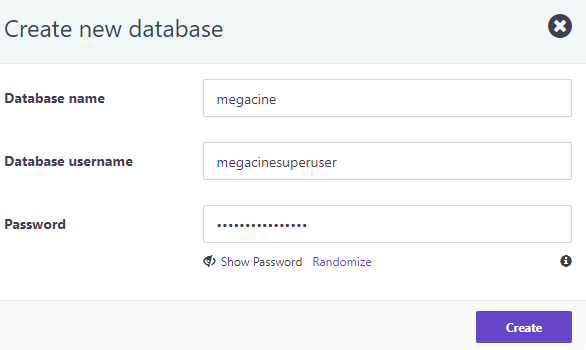 Create new database
Database name megacine
Database username megacinesuperuser
Password ••••••••••••••••
Show Password Randomize
Create